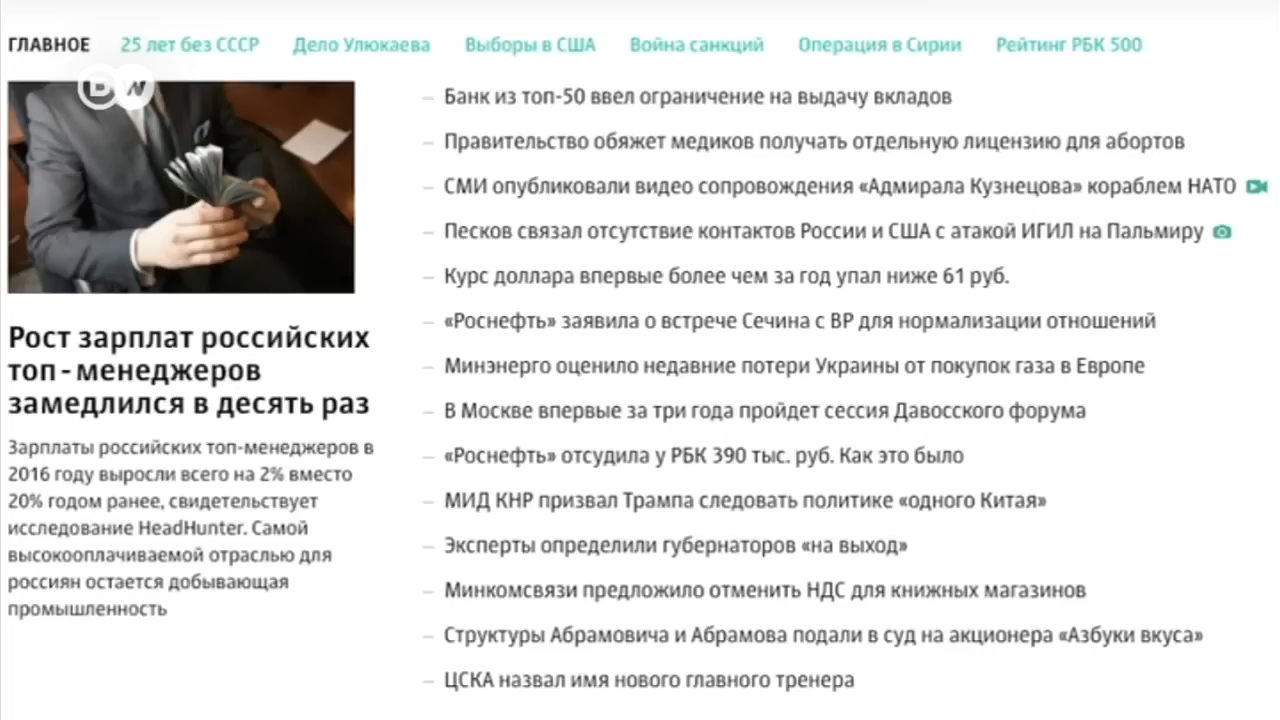 ГЛАВНОЕ 25 лет без СССР Дело Улюкаева Выборы в США Война санкций Операция в Сирии Рейтинг РБК 500
DW
Рост зарплат российских
топ-менеджеров
замедлился в десять раз
Зарплаты российских топ-менеджеров в
2016 году выросли всего на 2% вместо
20% годом ранее, свидетельствует
исследование HeadHunter. Самой
высокооплачиваемой отраслью для
россиян остается добывающая
промышленность
– Банк из топ-50 ввел ограничение на выдачу вкладов
– Правительство обяжет медиков получать отдельную лицензию для абортов
– СМИ опубликовали видео сопровождения «Адмирала Кузнецова» кораблем НАТО
– Песков связал отсутствие контактов России и США с атакой ИГИЛ на Пальмиру
– Курс доллара впервые более чем за год упал ниже 61 руб.
– «Роснефть» заявила о встрече Сечина с BP для нормализации отношений
– Минэнерго оценило недавние потери Украины от покупок газа в Европе
– В Москве впервые за три года пройдет сессия Давосского форума
– «Роснефть» отсудила у РБК 390 тыс. руб. Как это было
– МИД КНР призвал Трампа следовать политике «одного Китая»
– Эксперты определили губернаторов «на выход»
– Минкомсвязи предложило отменить НДС для книжных магазинов
– Структуры Абрамовича и Абрамова подали в суд на акционера «Азбуки вкуса»
– ЦСКА назвал имя нового главного тренера